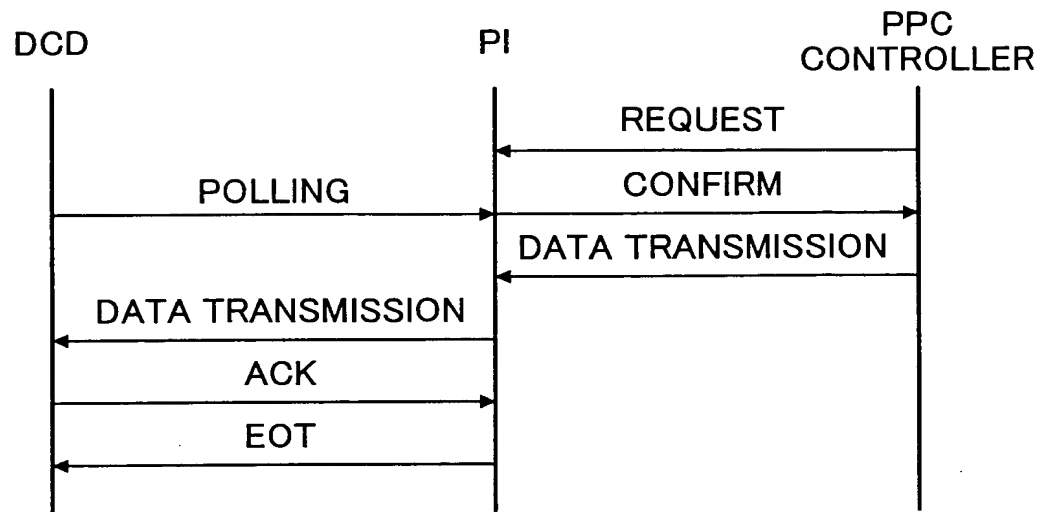 DCD
PI
PPC
CONTROLLER
REQUEST
POLLING
CONFIRM
DATA TRANSMISSION
DATA TRANSMISSION
ACK
EOT